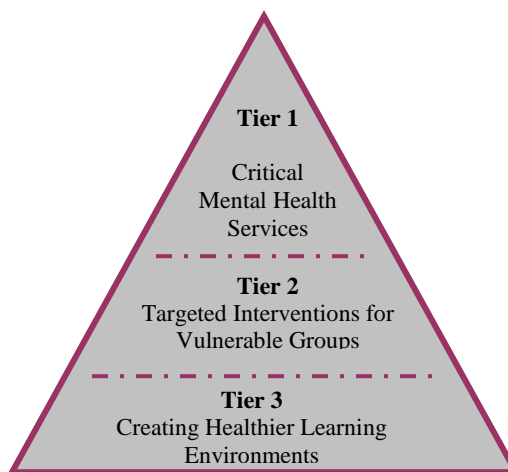 Tier 1
Critical
Mental Health
Services
Tier 2
Targeted Interventions for
Vulnerable Groups
Tier 3
Creating Healthier Learning
Environments